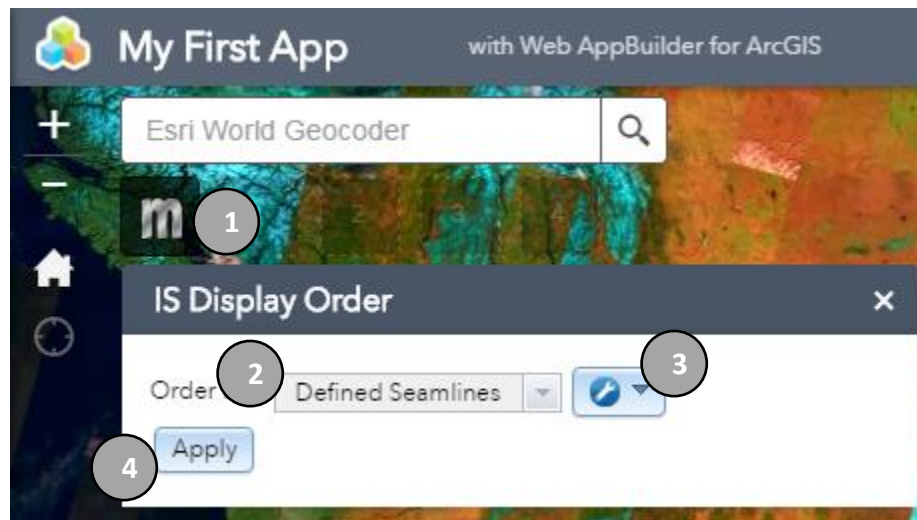 My First App with Web AppBuilder for ArcGIS
+
Esri World Geocoder
−
m 1
IS Display Order ×
3
Order 2 Defined Seamlines
Apply
4